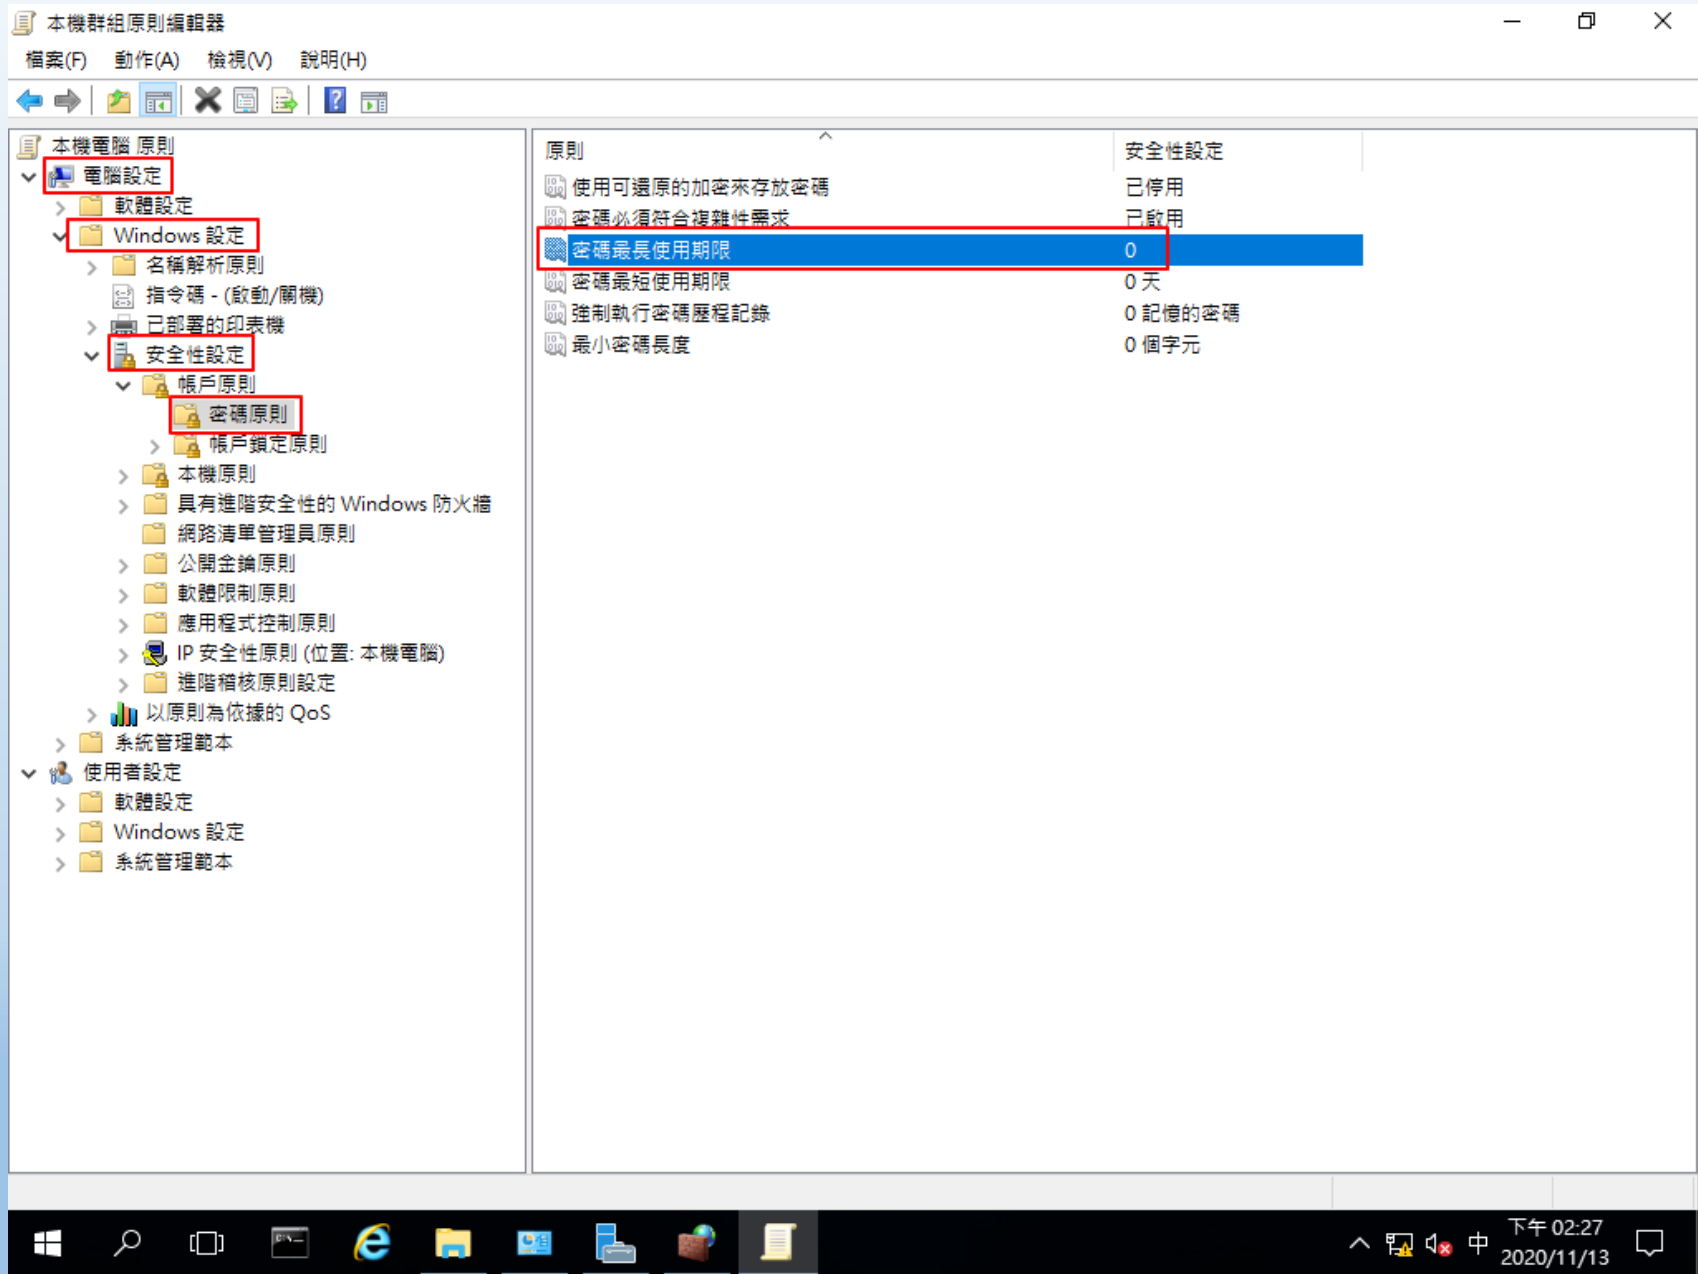 本機群組原則編輯器
檔案(F) 動作(A) 檢視(V) 說明(H)
本機電腦 原則
電腦設定
軟體設定
Windows 設定
名稱解析原則
指令碼 - (啟動/關機)
已部署的印表機
安全性設定
帳戶原則
密碼原則
帳戶鎖定原則
本機原則
具有進階安全性的 Windows 防火牆
網路清單管理員原則
公開金鑰原則
軟體限制原則
應用程式控制原則
IP 安全性原則 (位置: 本機電腦)
進階稽核原則設定
以原則為依據的 QoS
系統管理範本
使用者設定
軟體設定
Windows 設定
系統管理範本
原則 安全性設定
使用可還原的加密來存放密碼 已停用
密碼必須符合複雜性需求 已啟用
密碼最長使用期限 0
密碼最短使用期限 0 天
強制執行密碼歷程記錄 0 記憶的密碼
最小密碼長度 0 個字元
中
下午 02:27
2020/11/13